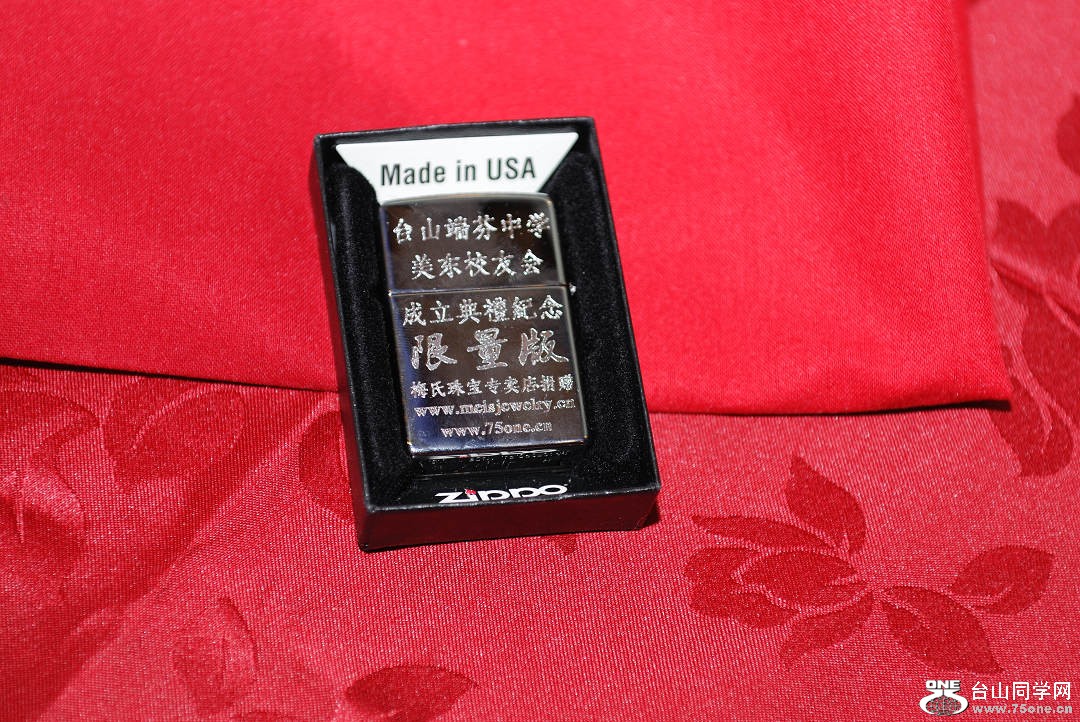 Made in USA
台山端芬中学
美东校友会
成立典禮紀念
限量版
梅氏珠宝专卖店捐赠
www.meisjewelry.cn
www.75one.cn
zippo
ONE
台山同学网
www.75one.cn